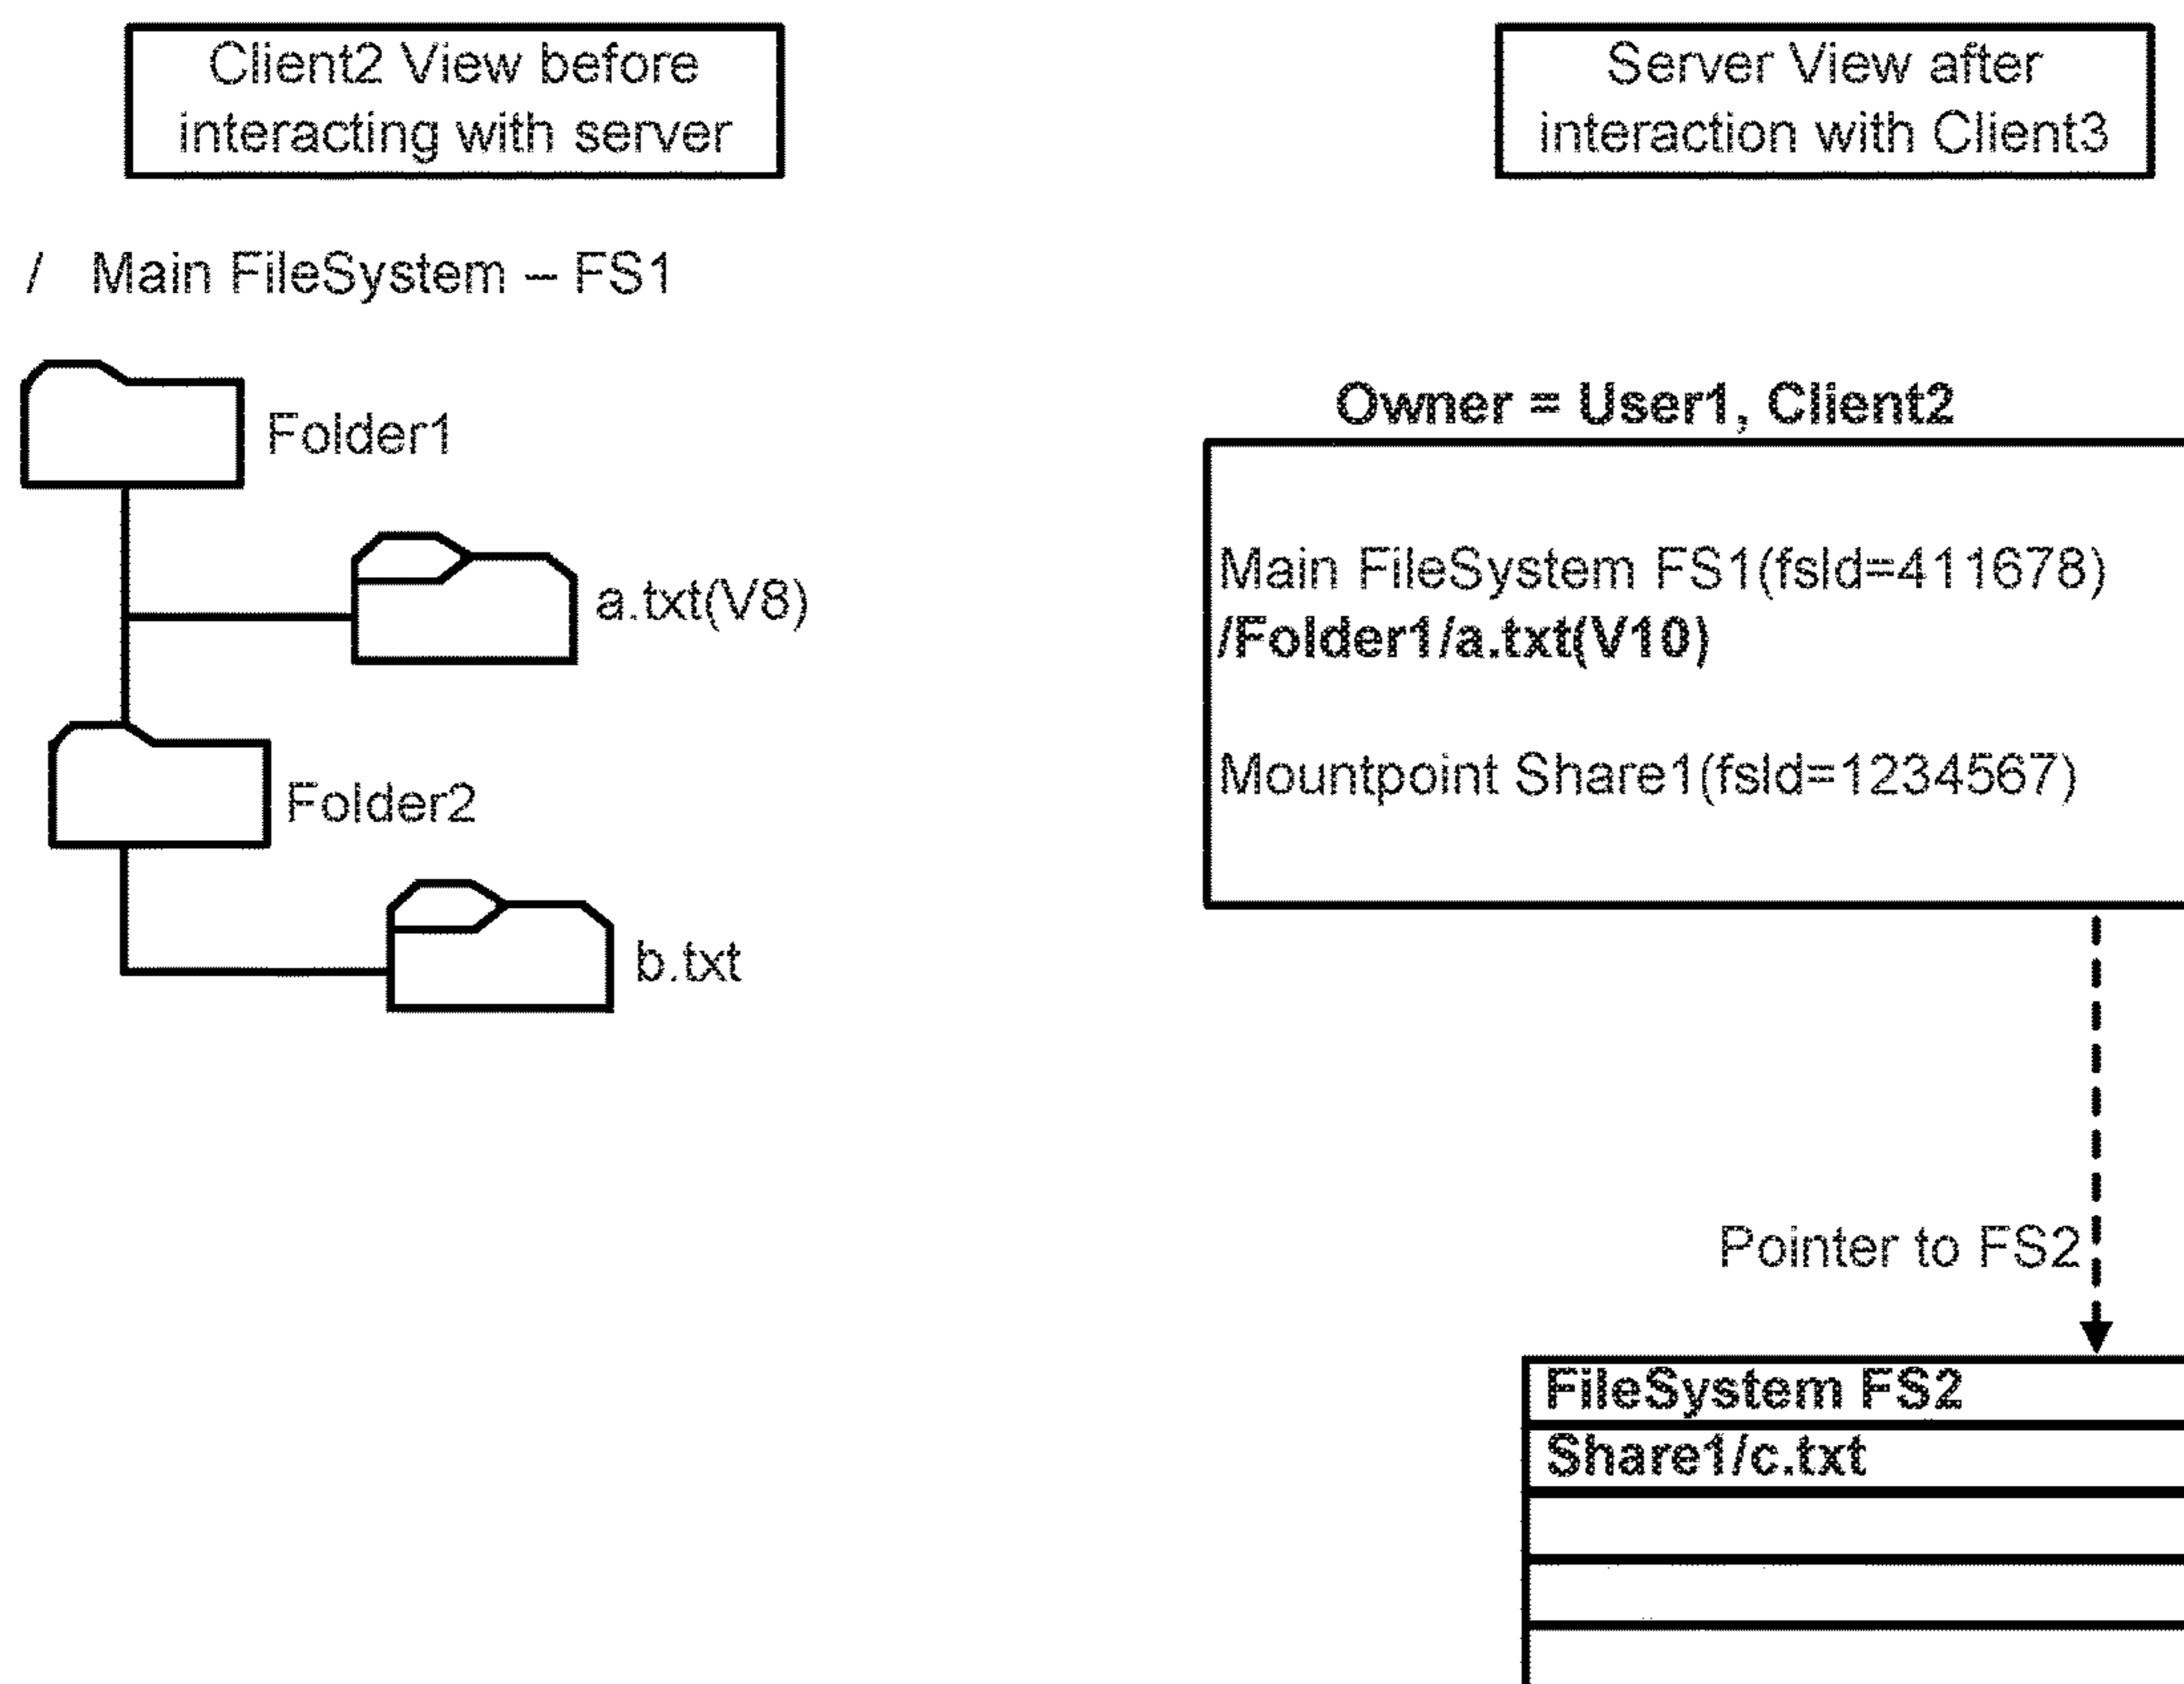 Client2 View before
interacting with server
Server View after
interaction with Client3
/ Main FileSystem – FS1
Folder1
a.txt(V8)
Folder2
b.txt
Owner = User1, Client2
Main FileSystem FS1(fsId=411678)
/Folder1/a.txt(V10)
Mountpoint Share1(fsId=1234567)
Pointer to FS2
FileSystem FS2
Share1/c.txt